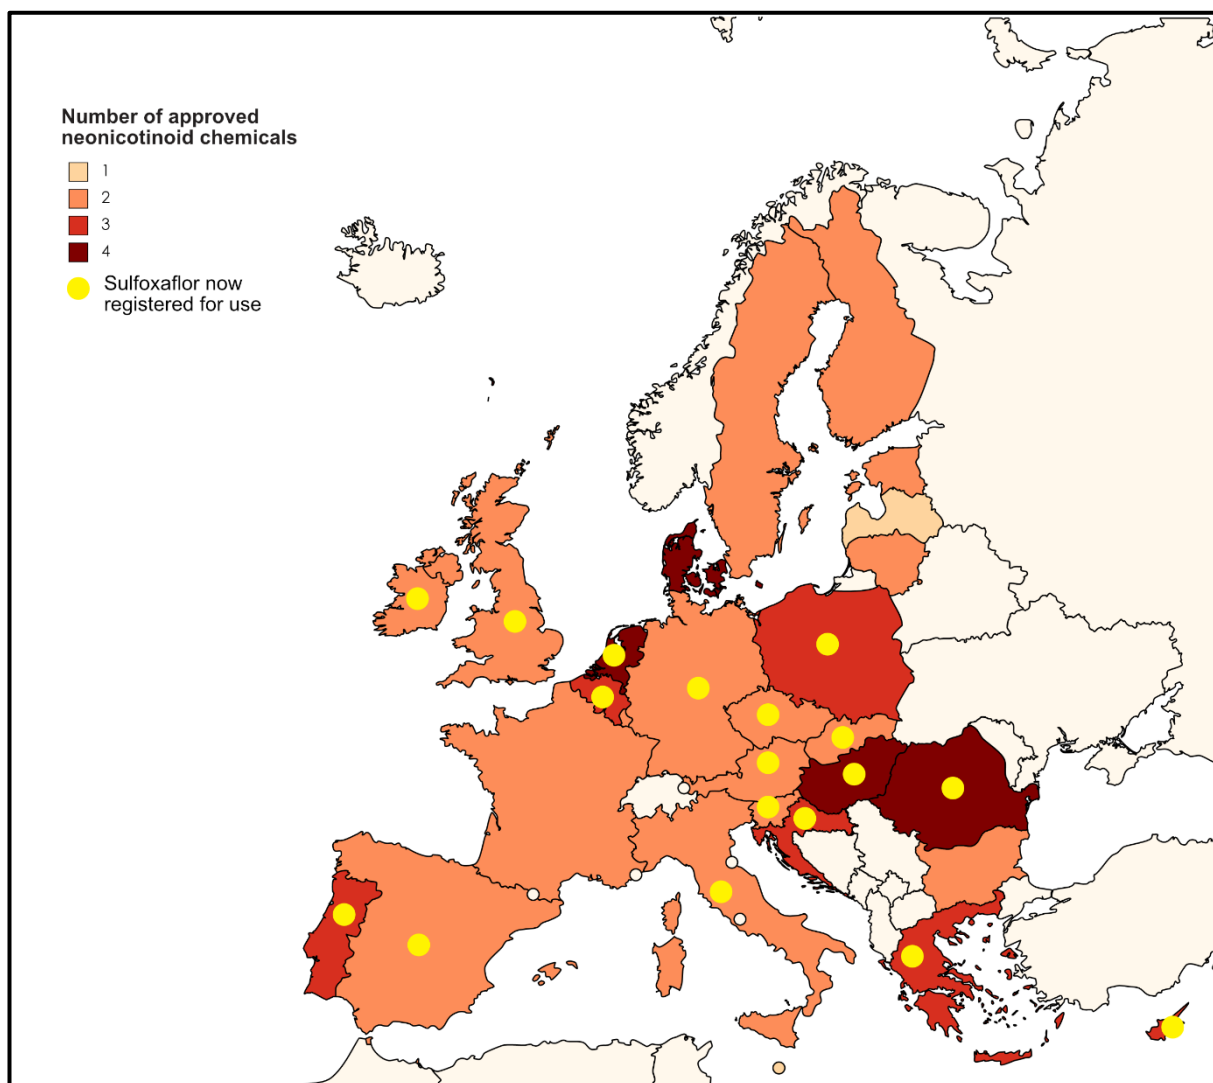 Number of approved
neonicotinoid chemicals
1
2
3
4
Sulfoxaflor now
registered for use